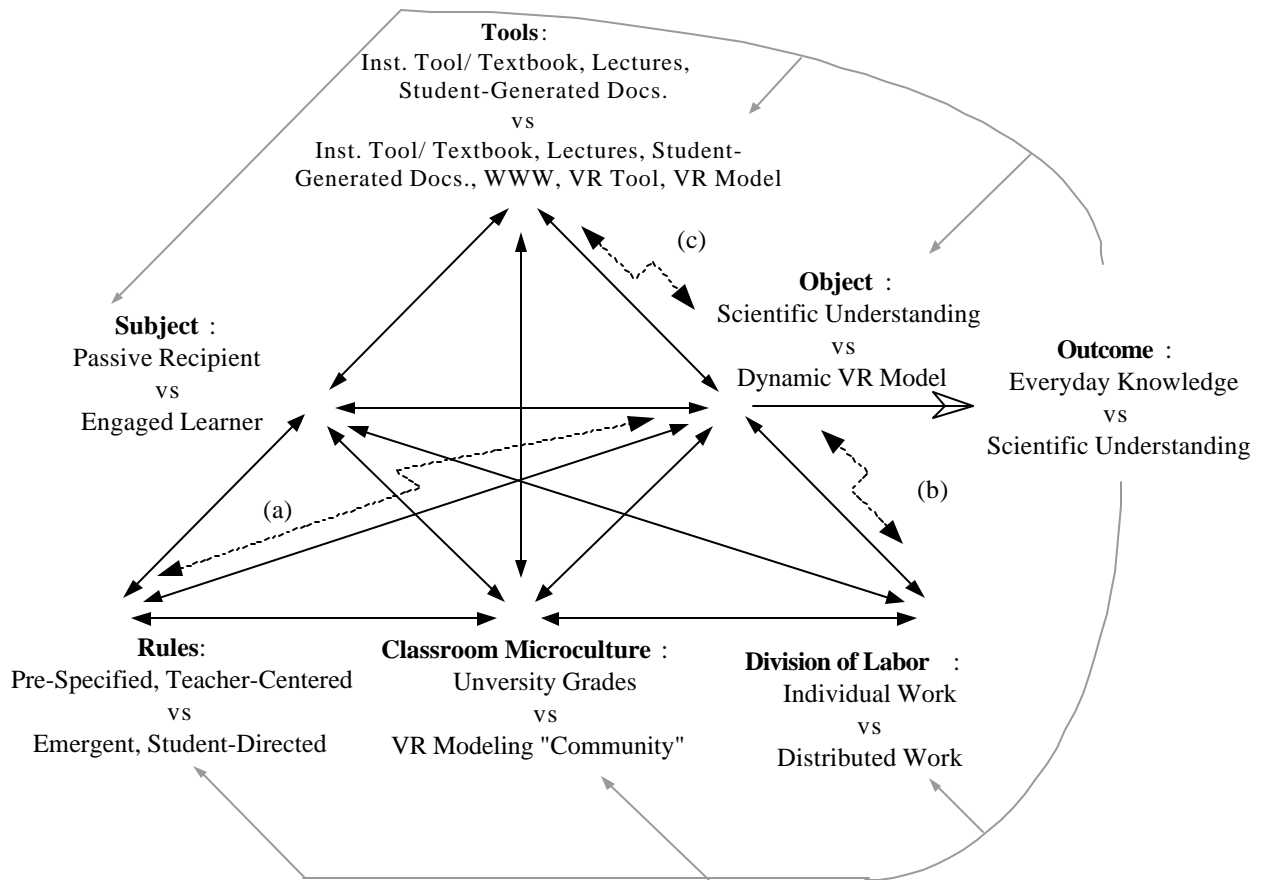 Tools:
Inst. Tool/ Textbook, Lectures,
Student-Generated Docs.
vs
Inst. Tool/ Textbook, Lectures, Student-
Generated Docs., WWW, VR Tool, VR Model
(c)
Object :
Scientific Understanding
vs
Dynamic VR Model
Subject :
Passive Recipient
vs
Engaged Learner
Outcome :
Everyday Knowledge
vs
Scientific Understanding
(a)
(b)
Rules:
Pre-Specified, Teacher-Centered
vs
Emergent, Student-Directed
Classroom Microculture :
Unversity Grades
vs
VR Modeling "Community"
Division of Labor :
Individual Work
vs
Distributed Work